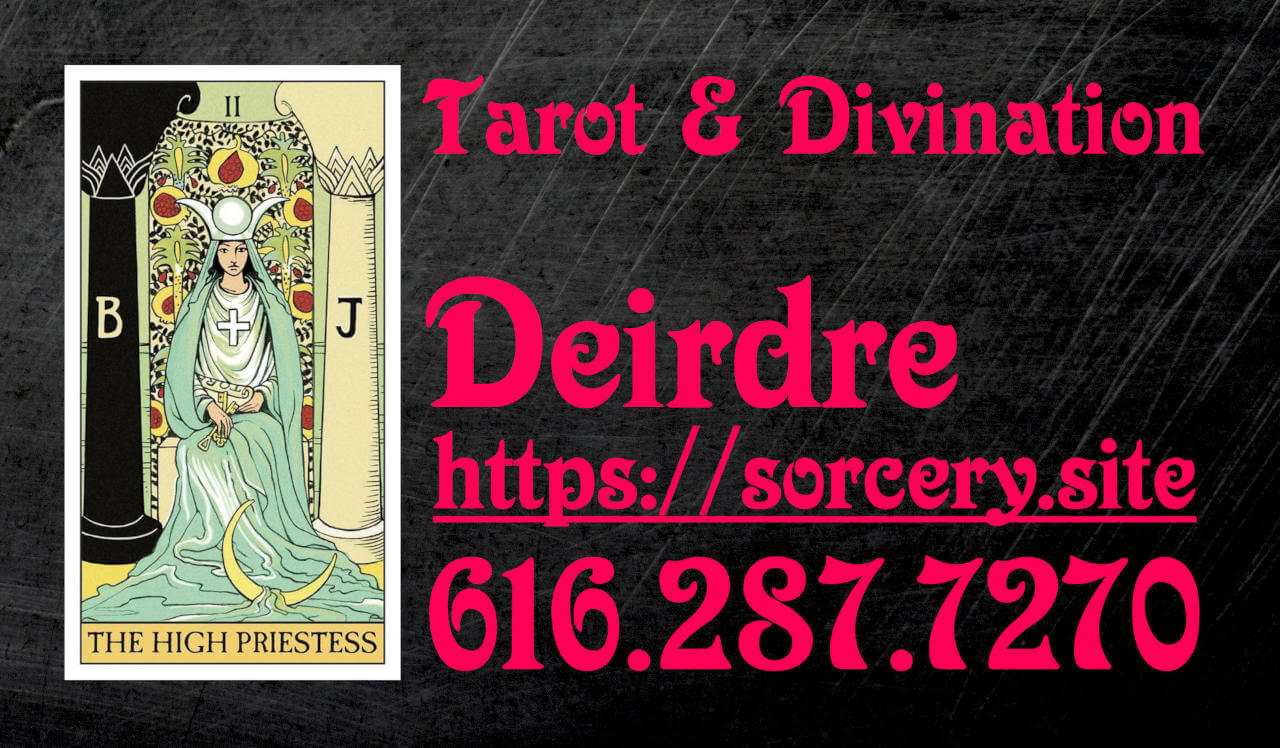 II
B
J
THE HIGH PRIESTESS
Tarot & Divination
Deirdre
https://sorcery.site
616.287.7270